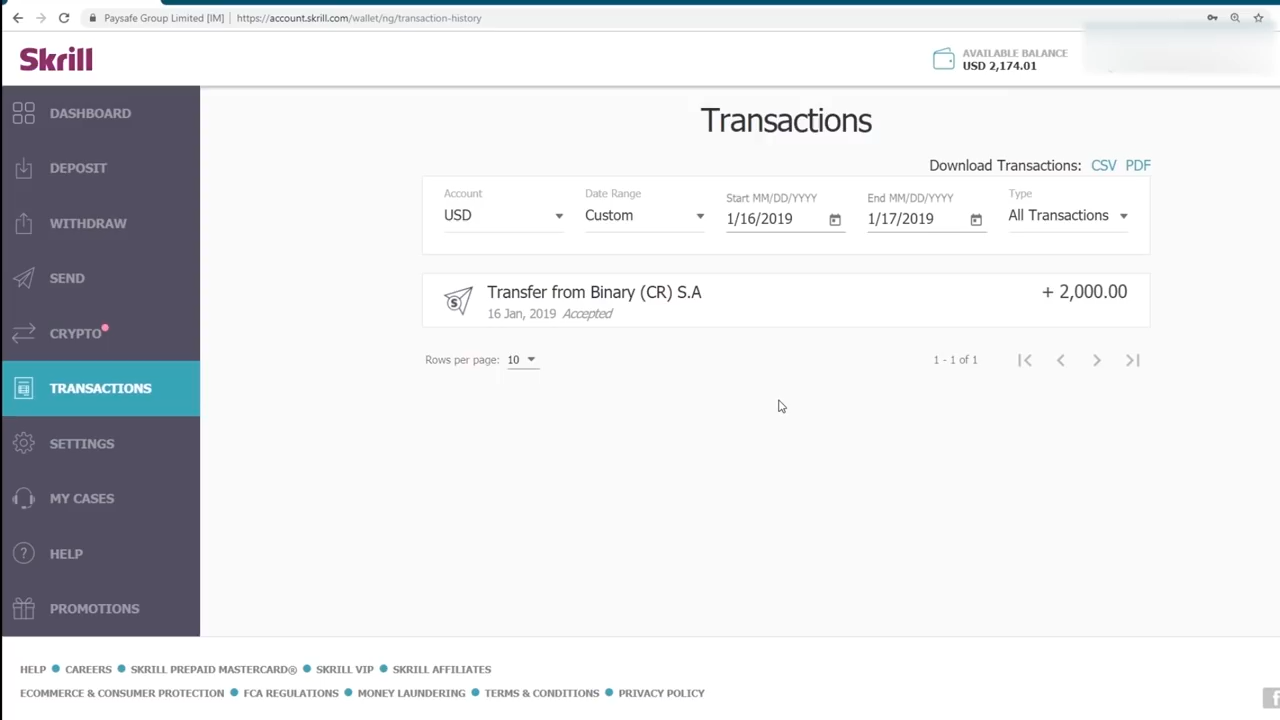 Paysafe Group Limited [IM] | https://account.skrill.com/wallet/ng/transaction-history
Skrill
AVAILABLE BALANCE
USD 2,174.01
DASHBOARD
DEPOSIT
WITHDRAW
SEND
CRYPTO
TRANSACTIONS
SETTINGS
MY CASES
HELP
PROMOTIONS
Transactions
Download Transactions: CSV PDF
Account Date Range Start MM/DD/YYYY End MM/DD/YYYY Type
USD Custom 1/16/2019 1/17/2019 All Transactions
Transfer from Binary (CR) S.A + 2,000.00
16 Jan, 2019 Accepted
Rows per page: 10 1 - 1 of 1
HELP CAREERS SKRILL PREPAID MASTERCARD® SKRILL VIP SKRILL AFFILIATES
ECOMMERCE & CONSUMER PROTECTION FCA REGULATIONS MONEY LAUNDERING TERMS & CONDITIONS PRIVACY POLICY